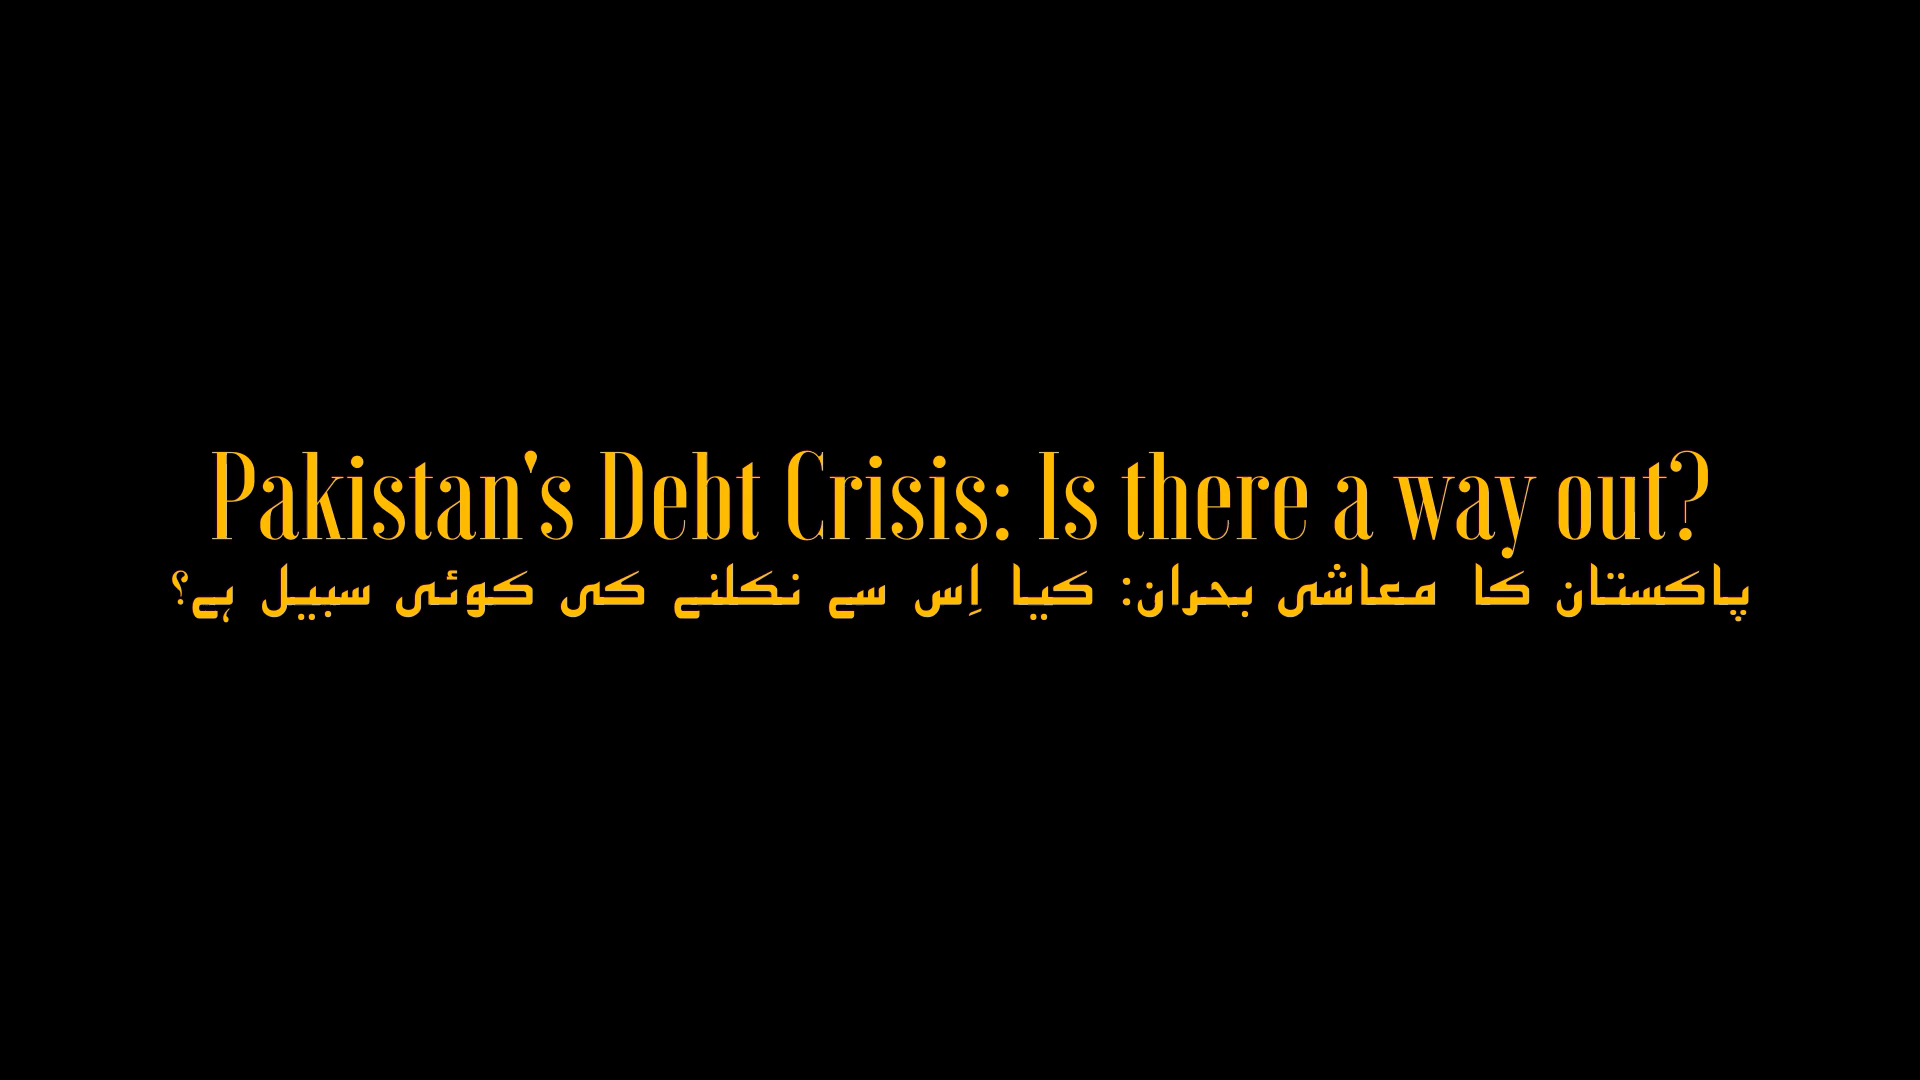 Pakistan's Debt Crisis: Is there a way out?
پاکستان کا معاشی بحران: کیا اِس سے نکلنے کی کوئی سبیل ہے؟